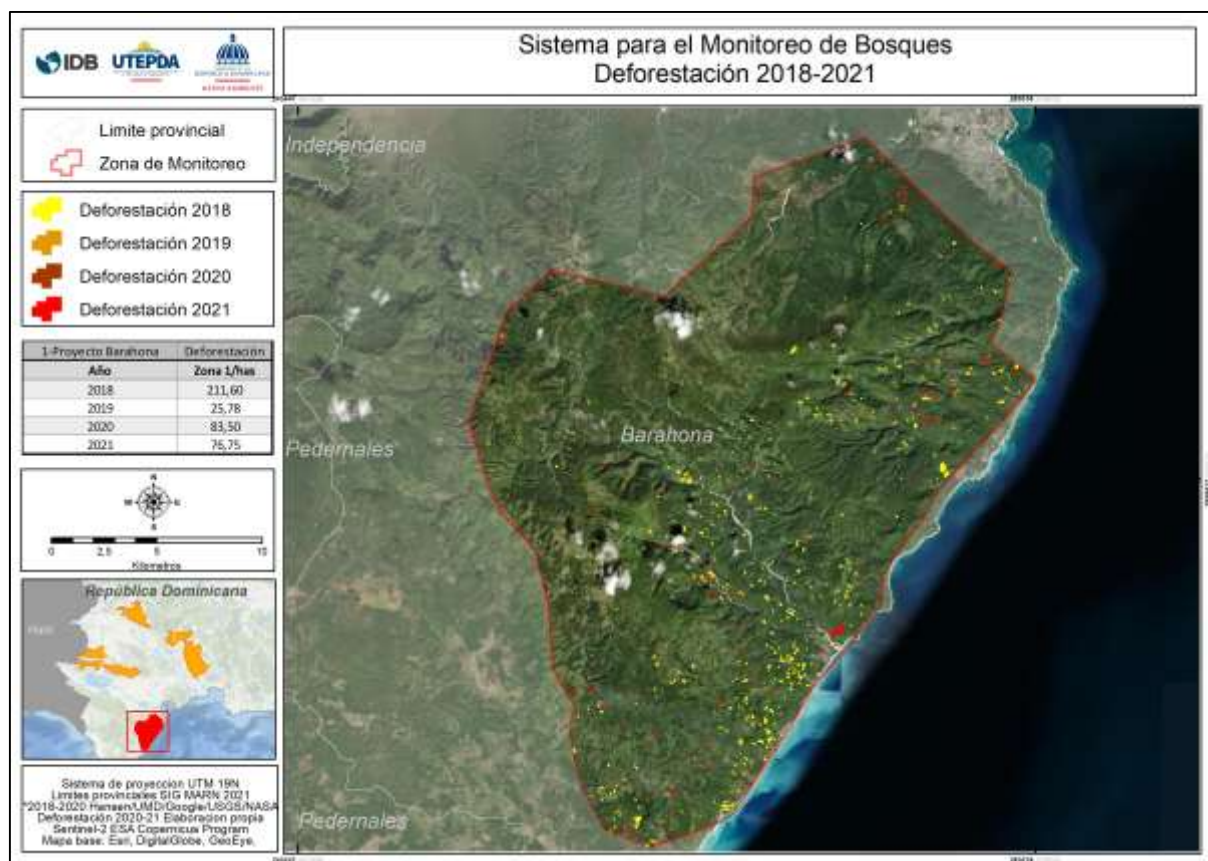 IDB
UTEPDA
Sistema para el Monitoreo de Bosques
Deforestación 2018-2021
Limite provincial
Zona de Monitoreo
Deforestación 2018
Deforestación 2019
Deforestación 2020
Deforestación 2021
1-Proyecto Barahona Deforestación
Año Zona 1/has
2018 211,60
2019 25,78
2020 83,50
2021 76,75
N
S
0 2,5 5 10
Kilometros
República Dominicana
Sistema de proyeccion UTM 19N
Limites provinciales SIG MARN 2021
*2018-2020 Hansen/UMD/Google/USGS/NASA
Deforestación 2020-21 Elaboracion propia
Sentinel-2 ESA Copernicus Program
Mapa base: Esri, DigitalGlobe, GeoEye,
Independencia
Pedernales
Barahona
Pedernales